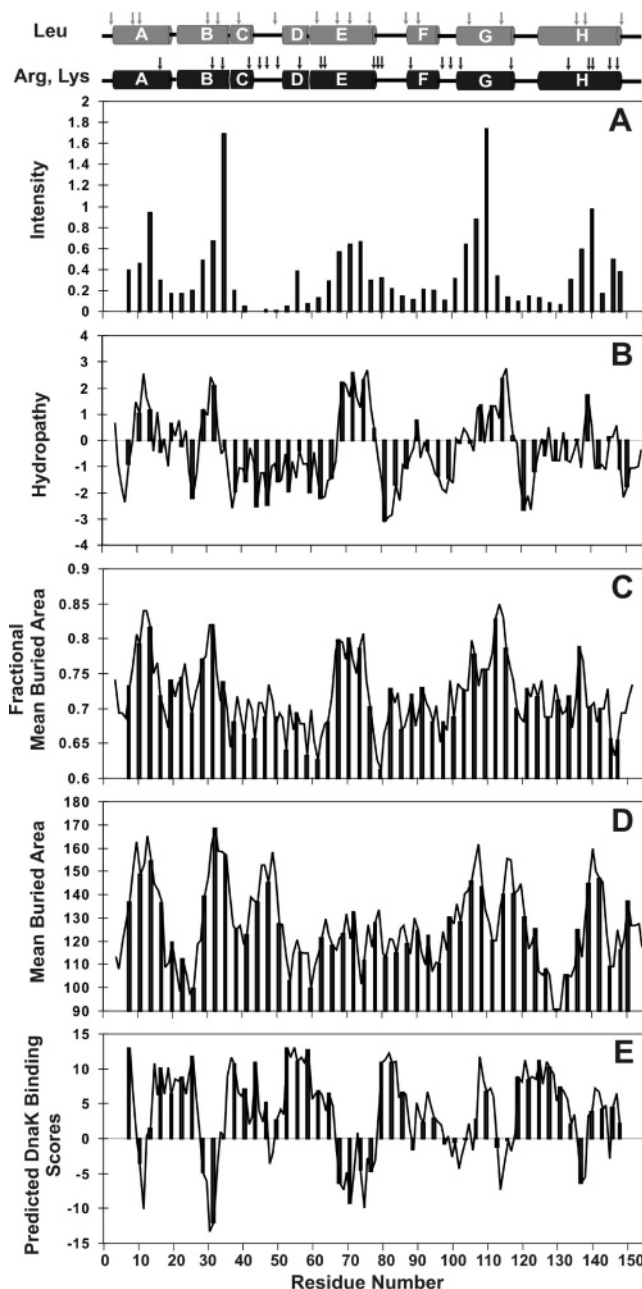 Leu
A B C D E F G H
Arg, Lys
A B C D E F G H
A
Intensity
2
1.8
1.6
1.4
1.2
1
0.8
0.6
0.4
0.2
0
B
Hydropathy
4
3
2
1
0
-1
-2
-3
-4
C
Fractional
Mean Buried Area
0.9
0.85
0.8
0.75
0.7
0.65
0.6
D
Mean Buried Area
180
170
160
150
140
130
120
110
100
90
E
Predicted DnaK Binding
Scores
15
10
5
0
-5
-10
-15
0 10 20 30 40 50 60 70 80 90 100 110 120 130 140 150
Residue Number